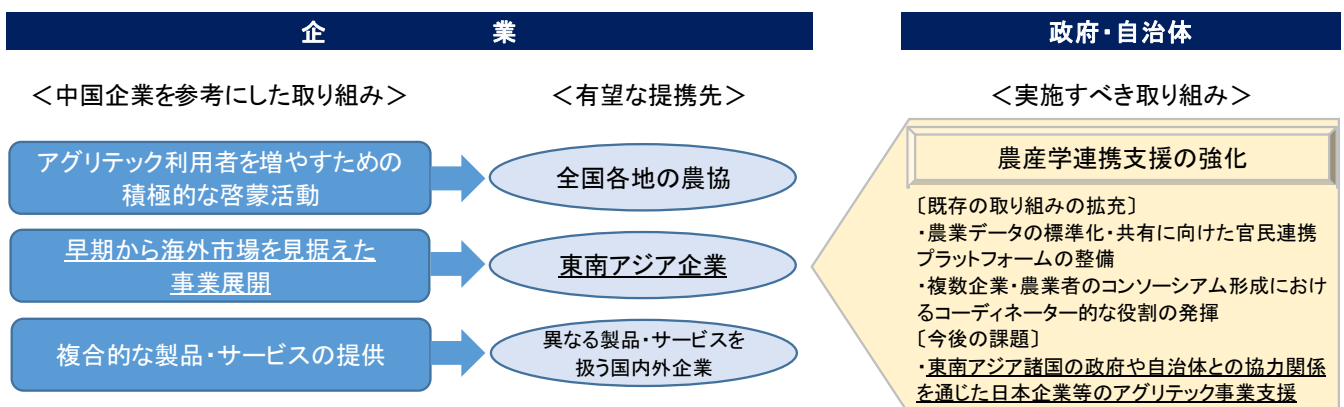 企業
政府・自治体
＜中国企業を参考にした取り組み＞
＜有望な提携先＞
＜実施すべき取り組み＞
アグリテック利用者を増やすための
積極的な啓蒙活動
全国各地の農協
早期から海外市場を見据えた
事業展開
東南アジア企業
複合的な製品・サービスの提供
異なる製品・サービスを
扱う国内外企業
農産学連携支援の強化
〔既存の取り組みの拡充〕
・農業データの標準化・共有に向けた官民連携
プラットフォームの整備
・複数企業・農業者のコンソーシアム形成におけ
るコーディネーター的な役割の発揮
〔今後の課題〕
・東南アジア諸国の政府や自治体との協力関係
を通じた日本企業等のアグリテック事業支援